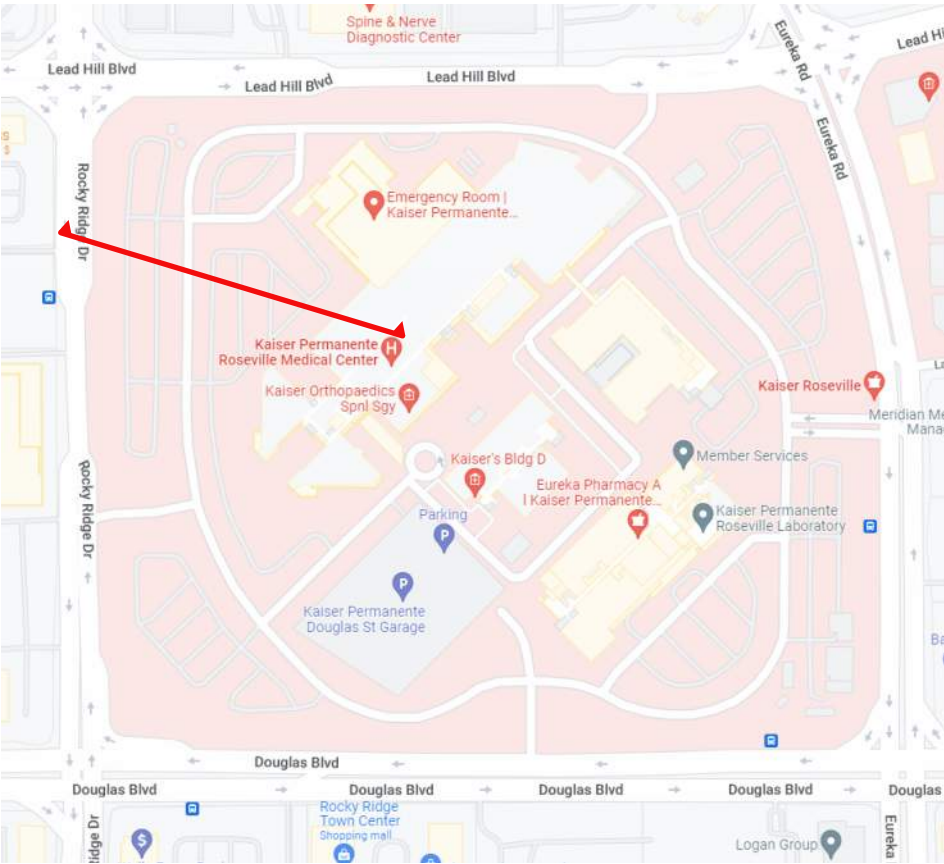 Spine & Nerve
Diagnostic Center
Eureka Rd
Lead Hill Blvd
Lead Hill Blvd
Lead Hill Blvd
Eureka Rd
Rocky Ridge Dr
Emergency Room |
Kaiser Permanente...
Kaiser Permanente
Roseville Medical Center
H
Kaiser Orthopaedics
Spnl Sgy
Kaiser Roseville
Meridian
Member Services
Kaiser's Bldg D
Eureka Pharmacy A
| Kaiser Permanente...
Kaiser Permanente
Roseville Laboratory
Rocky Ridge Dr
Parking
P
P
Kaiser Permanente
Douglas St Garage
Douglas Blvd
Douglas Blvd
Douglas Blvd
Douglas Blvd
Douglas Blvd
Douglas
Rocky Ridge
Town Center
Shopping mall
$
idge Dr
Logan Group
Eureka